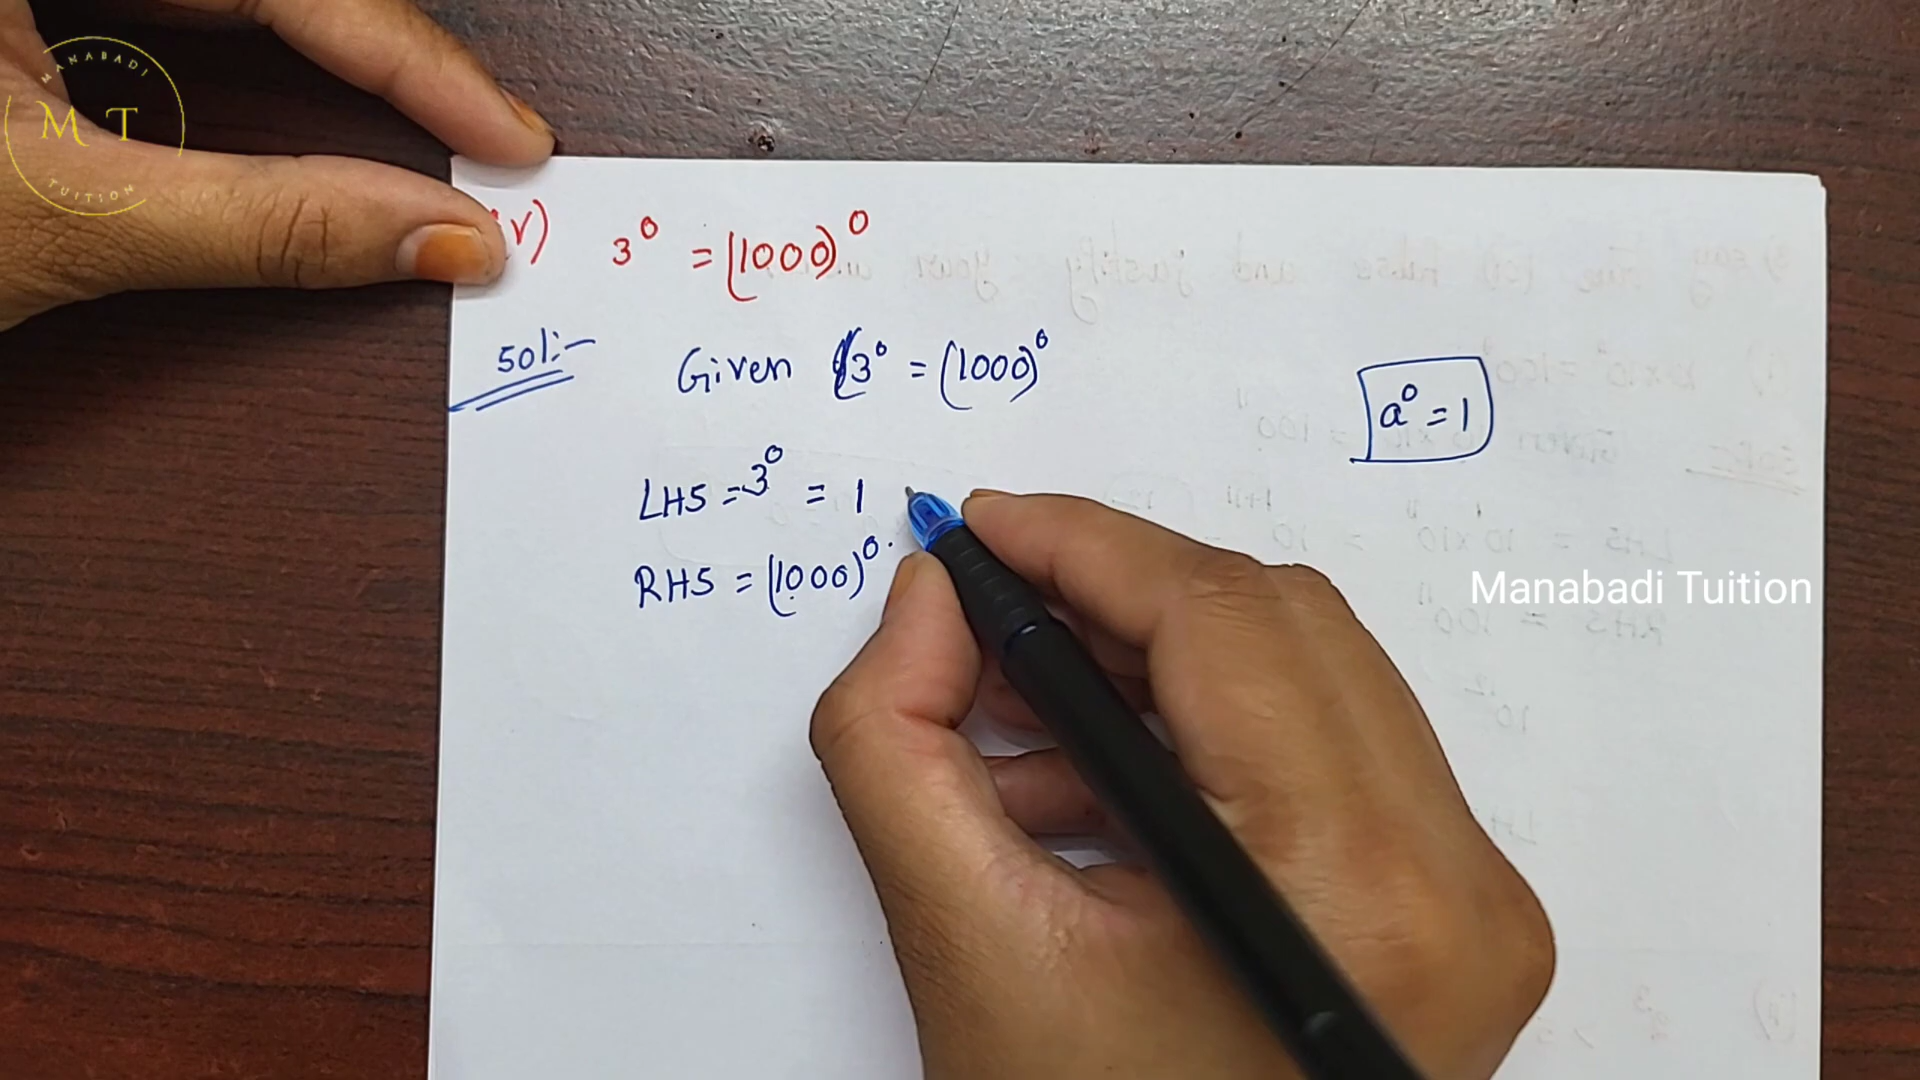 MANABADI
M T
TUITION
iv) 3⁰ = (1000)⁰
Sol:-
Given 3⁰ = (1000)⁰
a⁰ = 1
LHS = 3⁰ = 1
RHS = (1000)⁰
Manabadi Tuition